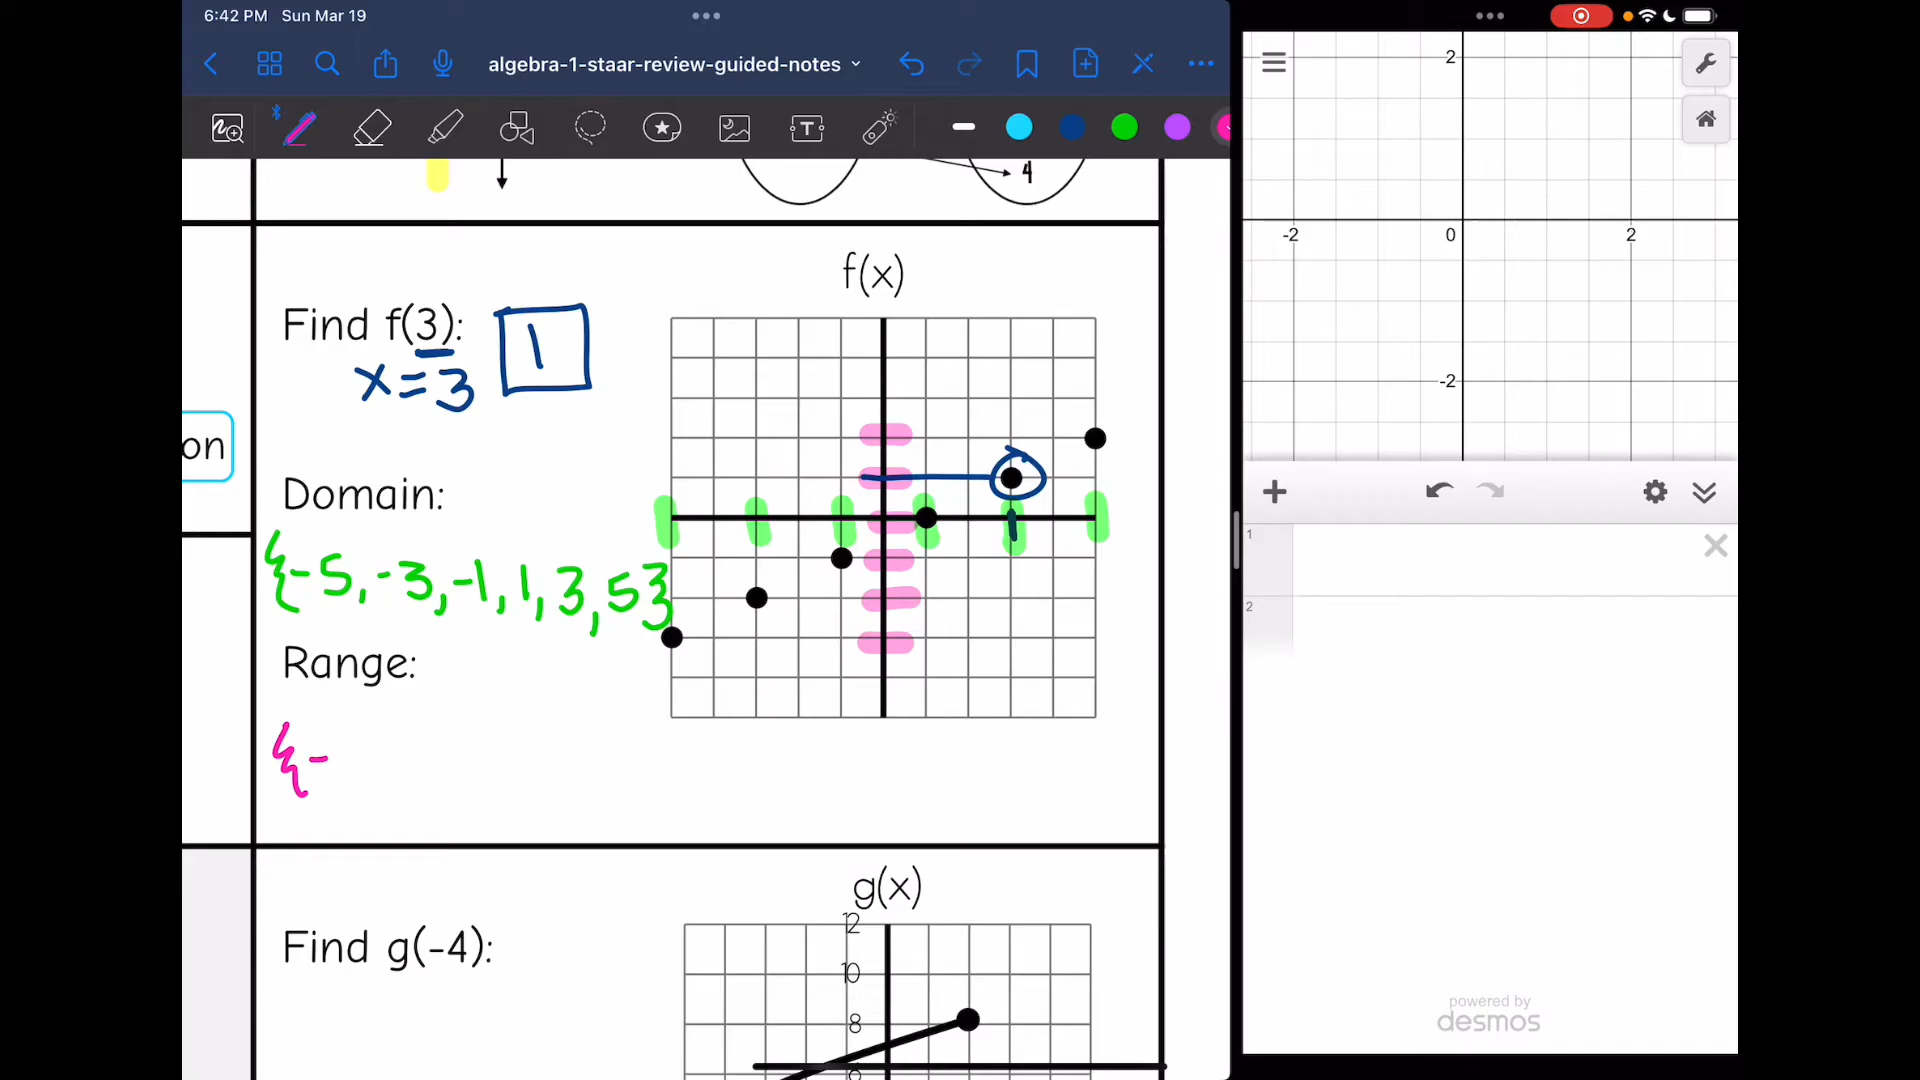 6:42 PM Sun Mar 19
algebra-1-staar-review-guided-notes
T
4
f(x)
Find f(3): 1
x=3
on
Domain:
{-5, -3, -1, 1, 3, 5}
Range:
{-
g(x)
Find g(-4):
12
10
8
2
-2 0 2
-2
1
2
powered by
desmos